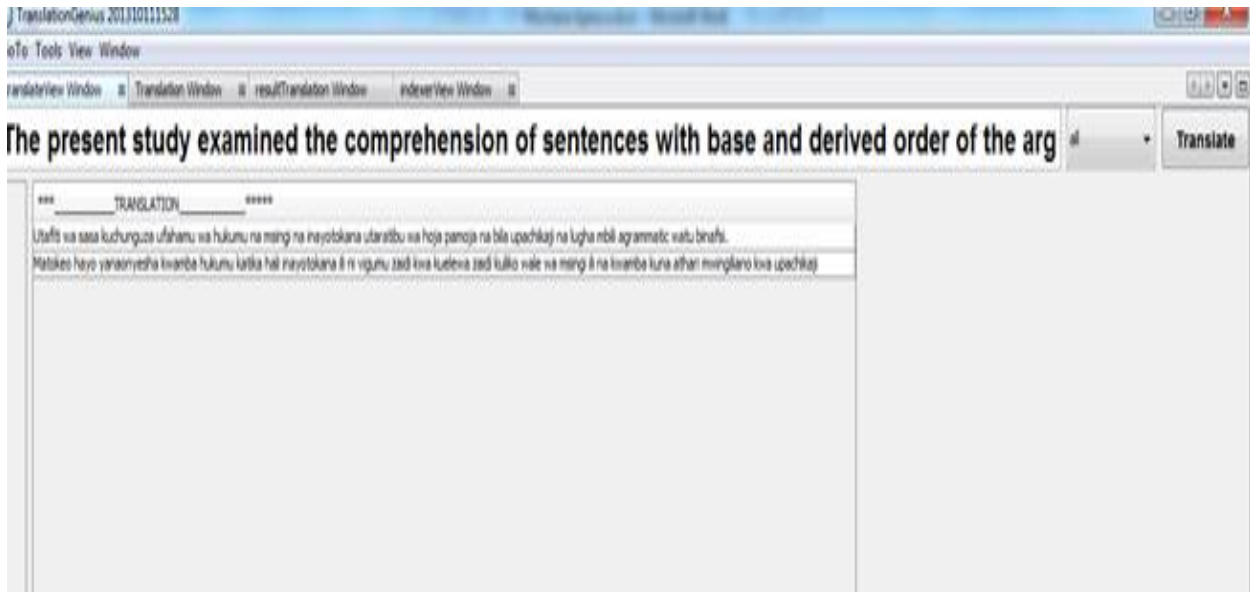 TranslationGenius 201310111528
oTo Tools View Window
ranslateView Window Translation Window resultTranslation Window indexerView Window
The present study examined the comprehension of sentences with base and derived order of the arg al Translate
***__________TRANSLATION__________*****
Utafiti wa sasa kuchunguza ufahamu wa hukumu na msingi na inayotokana utaratibu wa hoja pamoja na bila upachikaji na lugha mbili agrammatic watu binafsi.
Matokeo hayo yanaonyesha kwamba hukumu katika hali inayotokana ili ni vigumu zaidi kwa kuelewa zaidi kuliko wale wa msingi ili na kwamba kuna athari mwingiliano kwa upachikaji